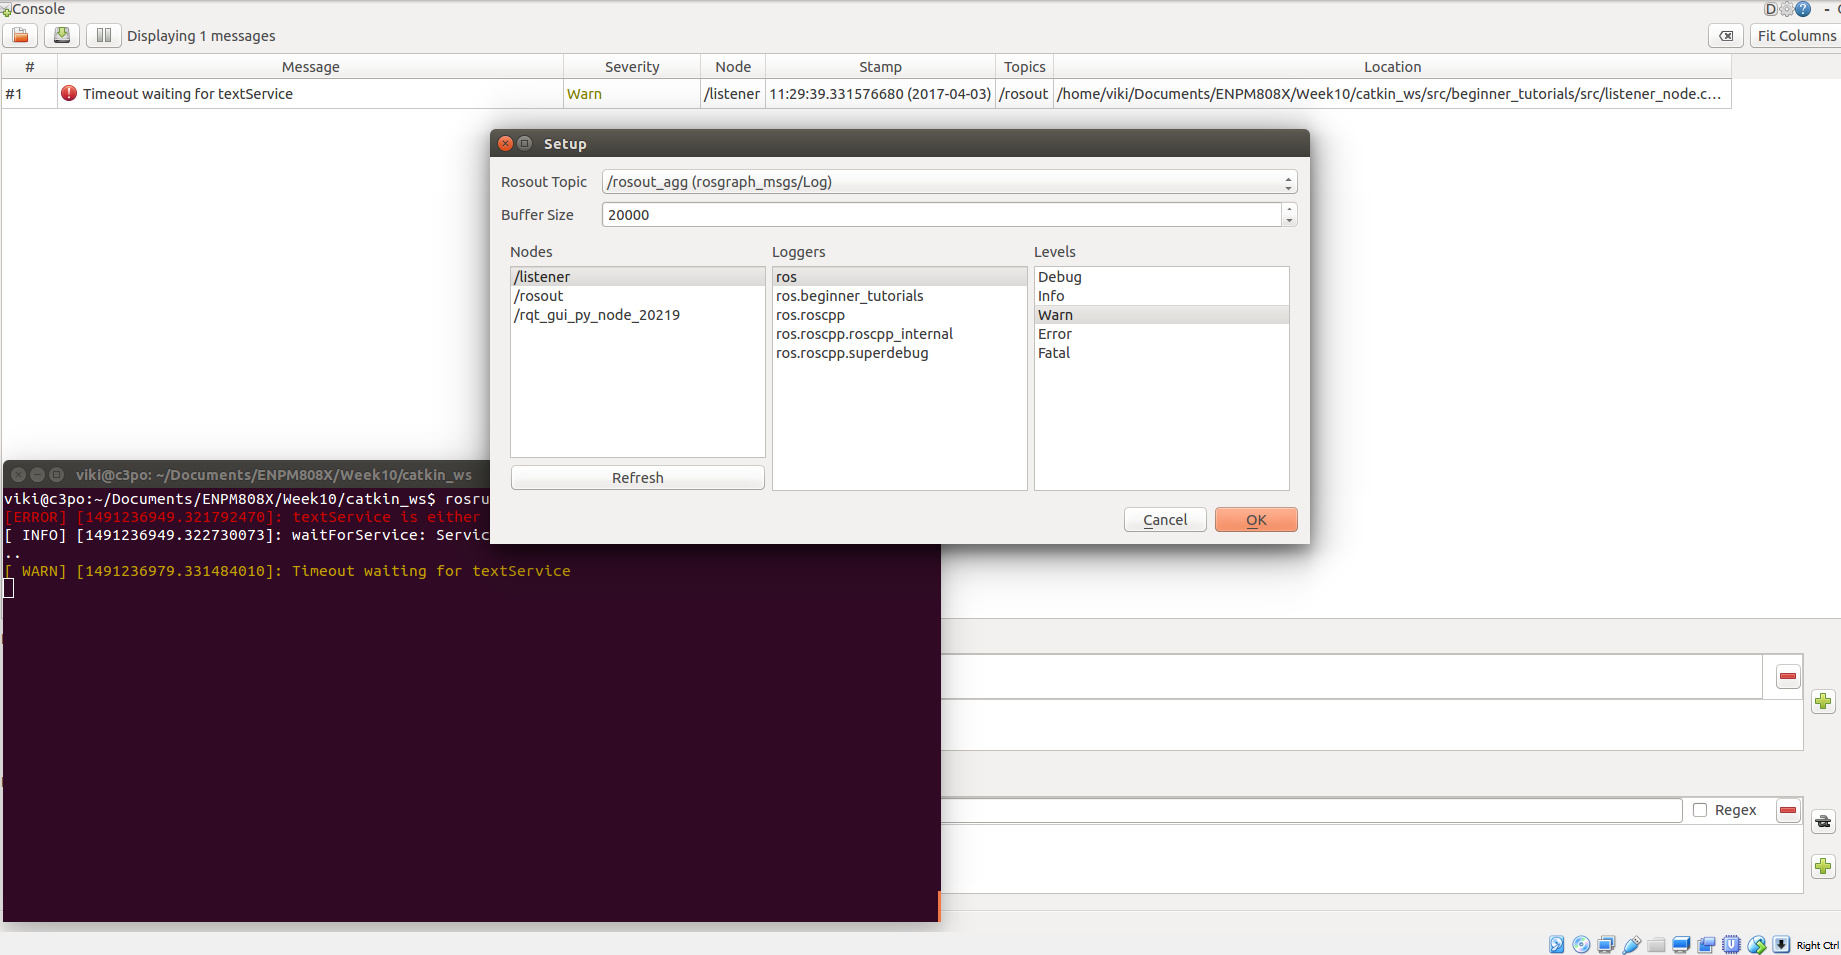 Console
D ?
-
Displaying 1 messages
Fit Columns
# Message Severity Node Stamp Topics Location
#1 Timeout waiting for textService Warn /listener 11:29:39.331576680 (2017-04-03) /rosout /home/viki/Documents/ENPM808X/Week10/catkin_ws/src/beginner_tutorials/src/listener_node.c...
Setup
Rosout Topic /rosout_agg (rosgraph_msgs/Log)
Buffer Size 20000
Nodes Loggers Levels
/listener ros Debug
/rosout ros.beginner_tutorials Info
/rqt_gui_py_node_20219 ros.roscpp Warn
ros.roscpp.roscpp_internal Error
ros.roscpp.superdebug Fatal
Refresh
Cancel OK
viki@c3po: ~/Documents/ENPM808X/Week10/catkin_ws
viki@c3po:~/Documents/ENPM808X/Week10/catkin_ws$ rosru
[ERROR] [1491236949.321792470]: textService is either
[ INFO] [1491236949.322730073]: waitForService: Servic
..
[ WARN] [1491236979.331484010]: Timeout waiting for textService
Regex
Right Ctrl